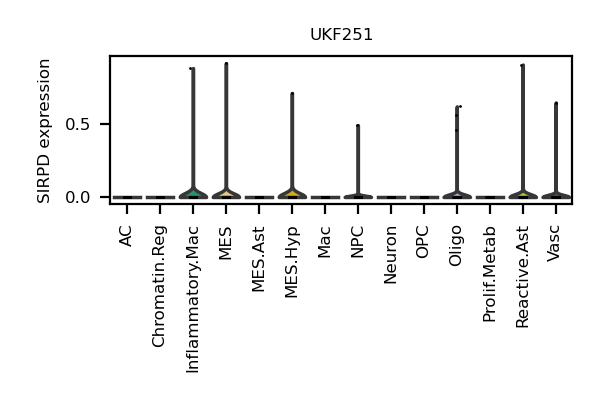 UKF251
SIRPD expression
0.5
0.0
AC
Chromatin.Reg
Inflammatory.Mac
MES
MES.Ast
MES.Hyp
Mac
NPC
Neuron
OPC
Oligo
Prolif.Metab
Reactive.Ast
Vasc